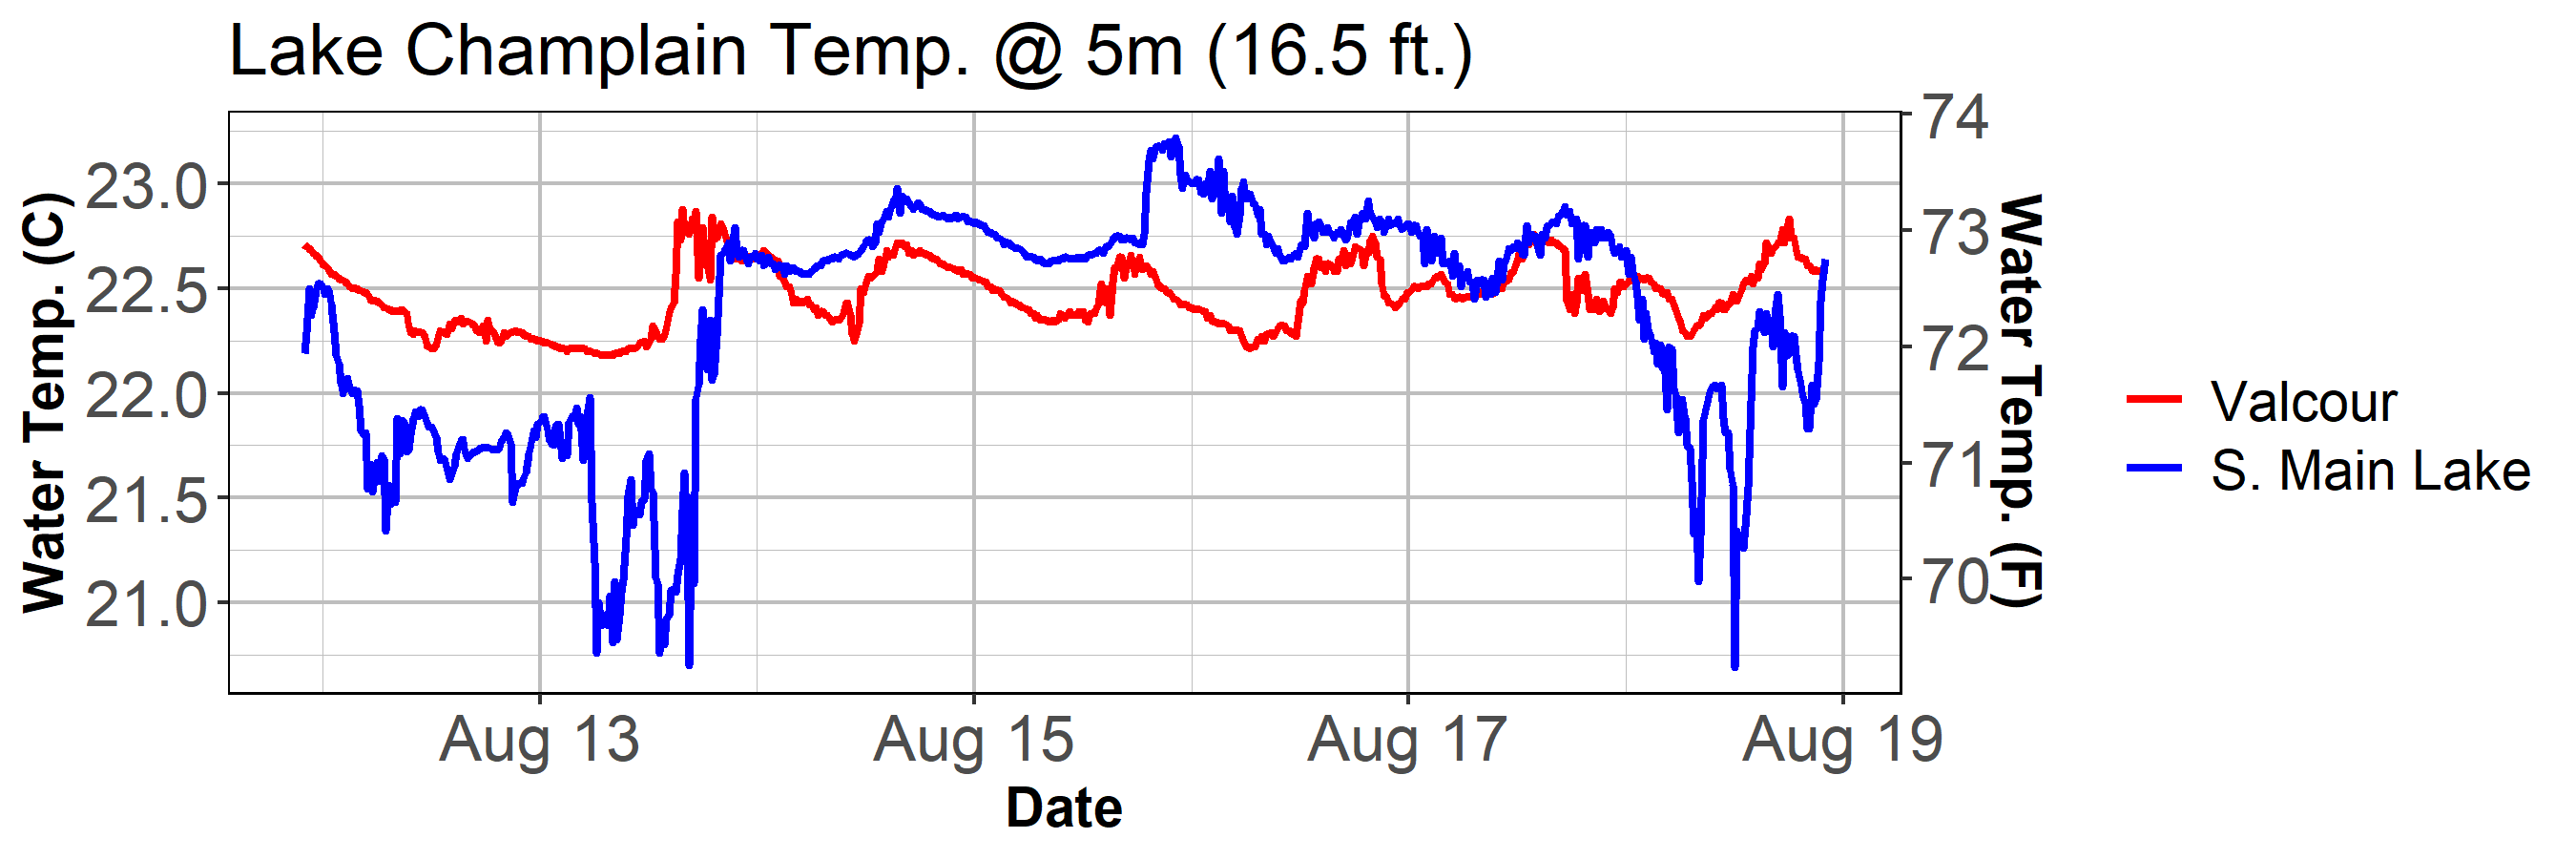 Lake Champlain Temp. @ 5m (16.5 ft.)
Water Temp. (C)
23.0
22.5
22.0
21.5
21.0
74
73
72
71
70
Water Temp. (F)
Aug 13
Aug 15
Aug 17
Aug 19
Date
Valcour
S. Main Lake